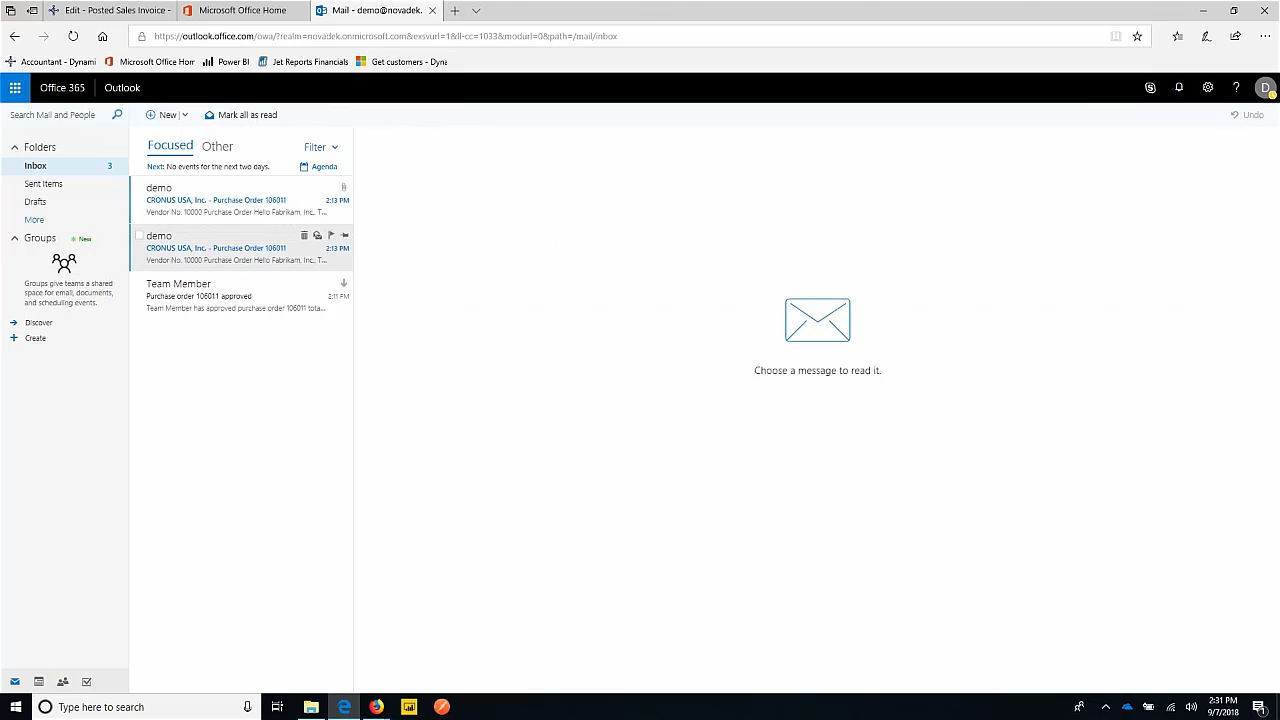 Edit - Posted Sales Invoice -
Microsoft Office Home
Mail - demo@novadek.
https://outlook.office.com/owa/?realm=novadek.onmicrosoft.com&exsvurl=1&ll-cc=1033&modurl=0&path=/mail/inbox
Accountant - Dynami
Microsoft Office Hom
Power BI
Jet Reports Financials
Get customers - Dyna
Office 365
Outlook
?
D
Search Mail and People
New
Mark all as read
Undo
Folders
Inbox 3
Sent Items
Drafts
More
Groups
New
Groups give teams a shared
space for email, documents,
and scheduling events.
Discover
Create
Focused Other
Filter
Next: No events for the next two days.
Agenda
demo
CRONUS USA, Inc. - Purchase Order 106011 2:13 PM
Vendor No. 10000 Purchase Order Hello Fabrikam, Inc., T...
demo
CRONUS USA, Inc. - Purchase Order 106011 2:13 PM
Vendor No. 10000 Purchase Order Hello Fabrikam, Inc., T...
Team Member
Purchase order 106011 approved 2:11 PM
Team Member has approved purchase order 106011 tota...
Choose a message to read it.
Type here to search
2:31 PM
9/7/2018